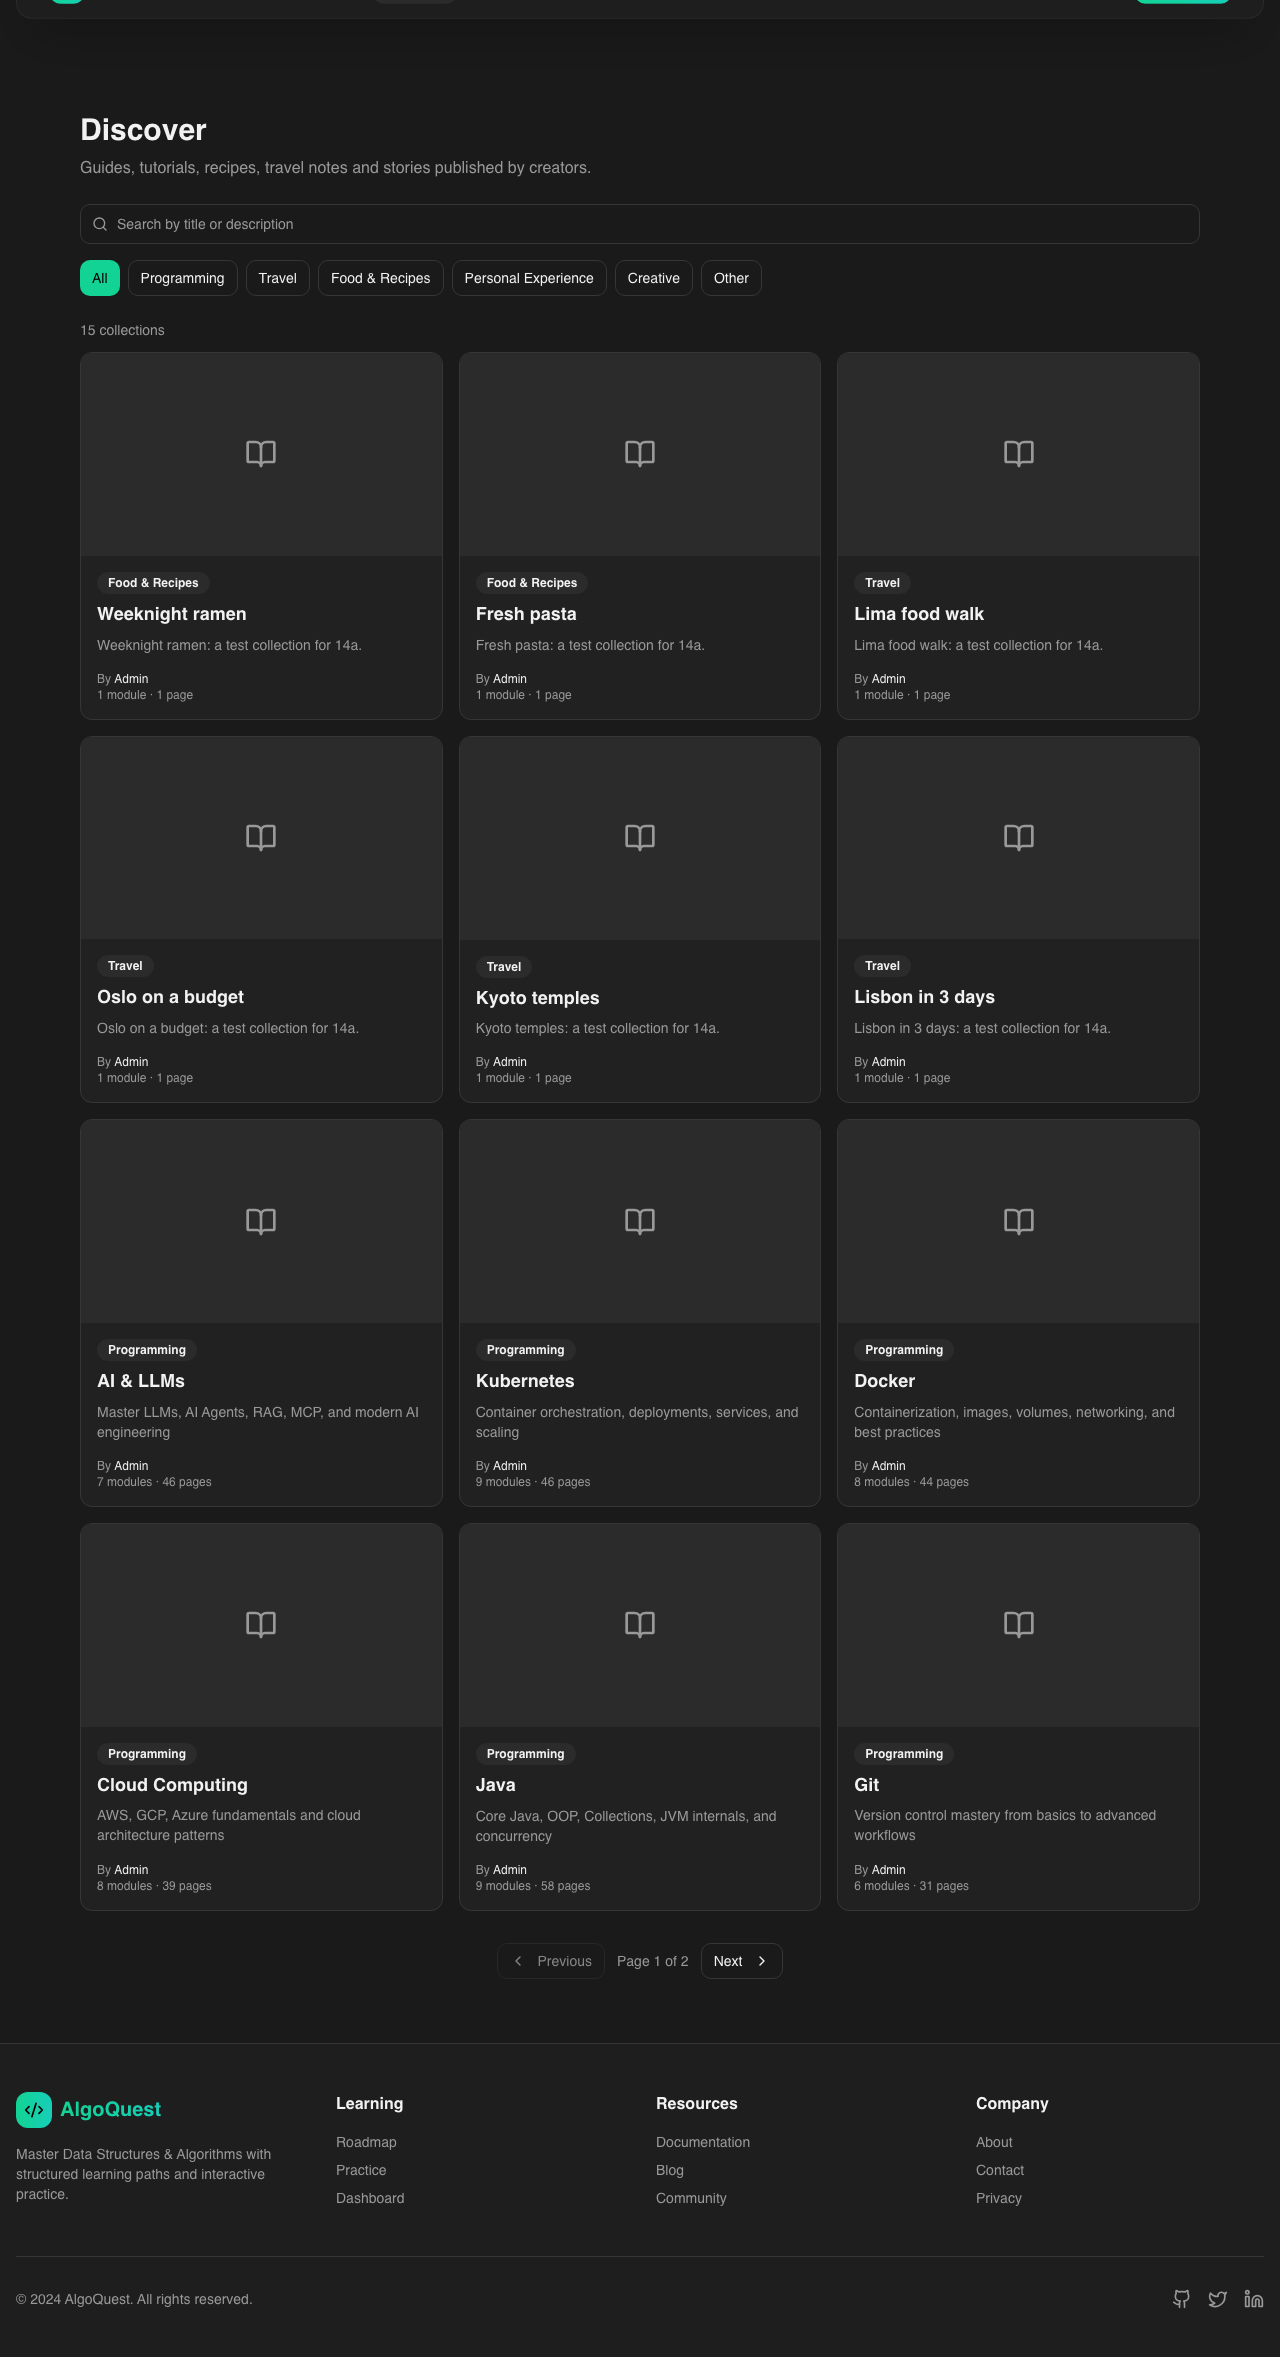 Discover
Guides, tutorials, recipes, travel notes and stories published by creators.
Search by title or description
All
Programming
Travel
Food & Recipes
Personal Experience
Creative
Other
15 collections
Food & Recipes
Weeknight ramen
Weeknight ramen: a test collection for 14a.
By Admin
1 module · 1 page
Food & Recipes
Fresh pasta
Fresh pasta: a test collection for 14a.
By Admin
1 module · 1 page
Travel
Lima food walk
Lima food walk: a test collection for 14a.
By Admin
1 module · 1 page
Travel
Oslo on a budget
Oslo on a budget: a test collection for 14a.
By Admin
1 module · 1 page
Travel
Kyoto temples
Kyoto temples: a test collection for 14a.
By Admin
1 module · 1 page
Travel
Lisbon in 3 days
Lisbon in 3 days: a test collection for 14a.
By Admin
1 module · 1 page
Programming
AI & LLMs
Master LLMs, AI Agents, RAG, MCP, and modern AI
engineering
By Admin
7 modules · 46 pages
Programming
Kubernetes
Container orchestration, deployments, services, and
scaling
By Admin
9 modules · 46 pages
Programming
Docker
Containerization, images, volumes, networking, and
best practices
By Admin
8 modules · 44 pages
Programming
Cloud Computing
AWS, GCP, Azure fundamentals and cloud
architecture patterns
By Admin
8 modules · 39 pages
Programming
Java
Core Java, OOP, Collections, JVM internals, and
concurrency
By Admin
9 modules · 58 pages
Programming
Git
Version control mastery from basics to advanced
workflows
By Admin
6 modules · 31 pages
Previous
Page 1 of 2
Next
AlgoQuest
Master Data Structures & Algorithms with
structured learning paths and interactive
practice.
Learning
Roadmap
Practice
Dashboard
Resources
Documentation
Blog
Community
Company
About
Contact
Privacy
© 2024 AlgoQuest. All rights reserved.